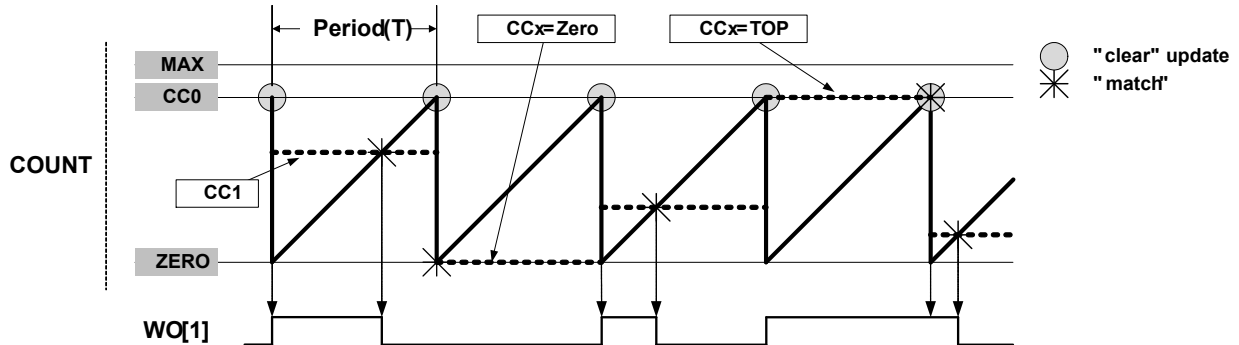 Period(T)
CCx=Zero
CCx=TOP
MAX
"clear" update
CC0
"match"
COUNT
CC1
ZERO
WO[1]